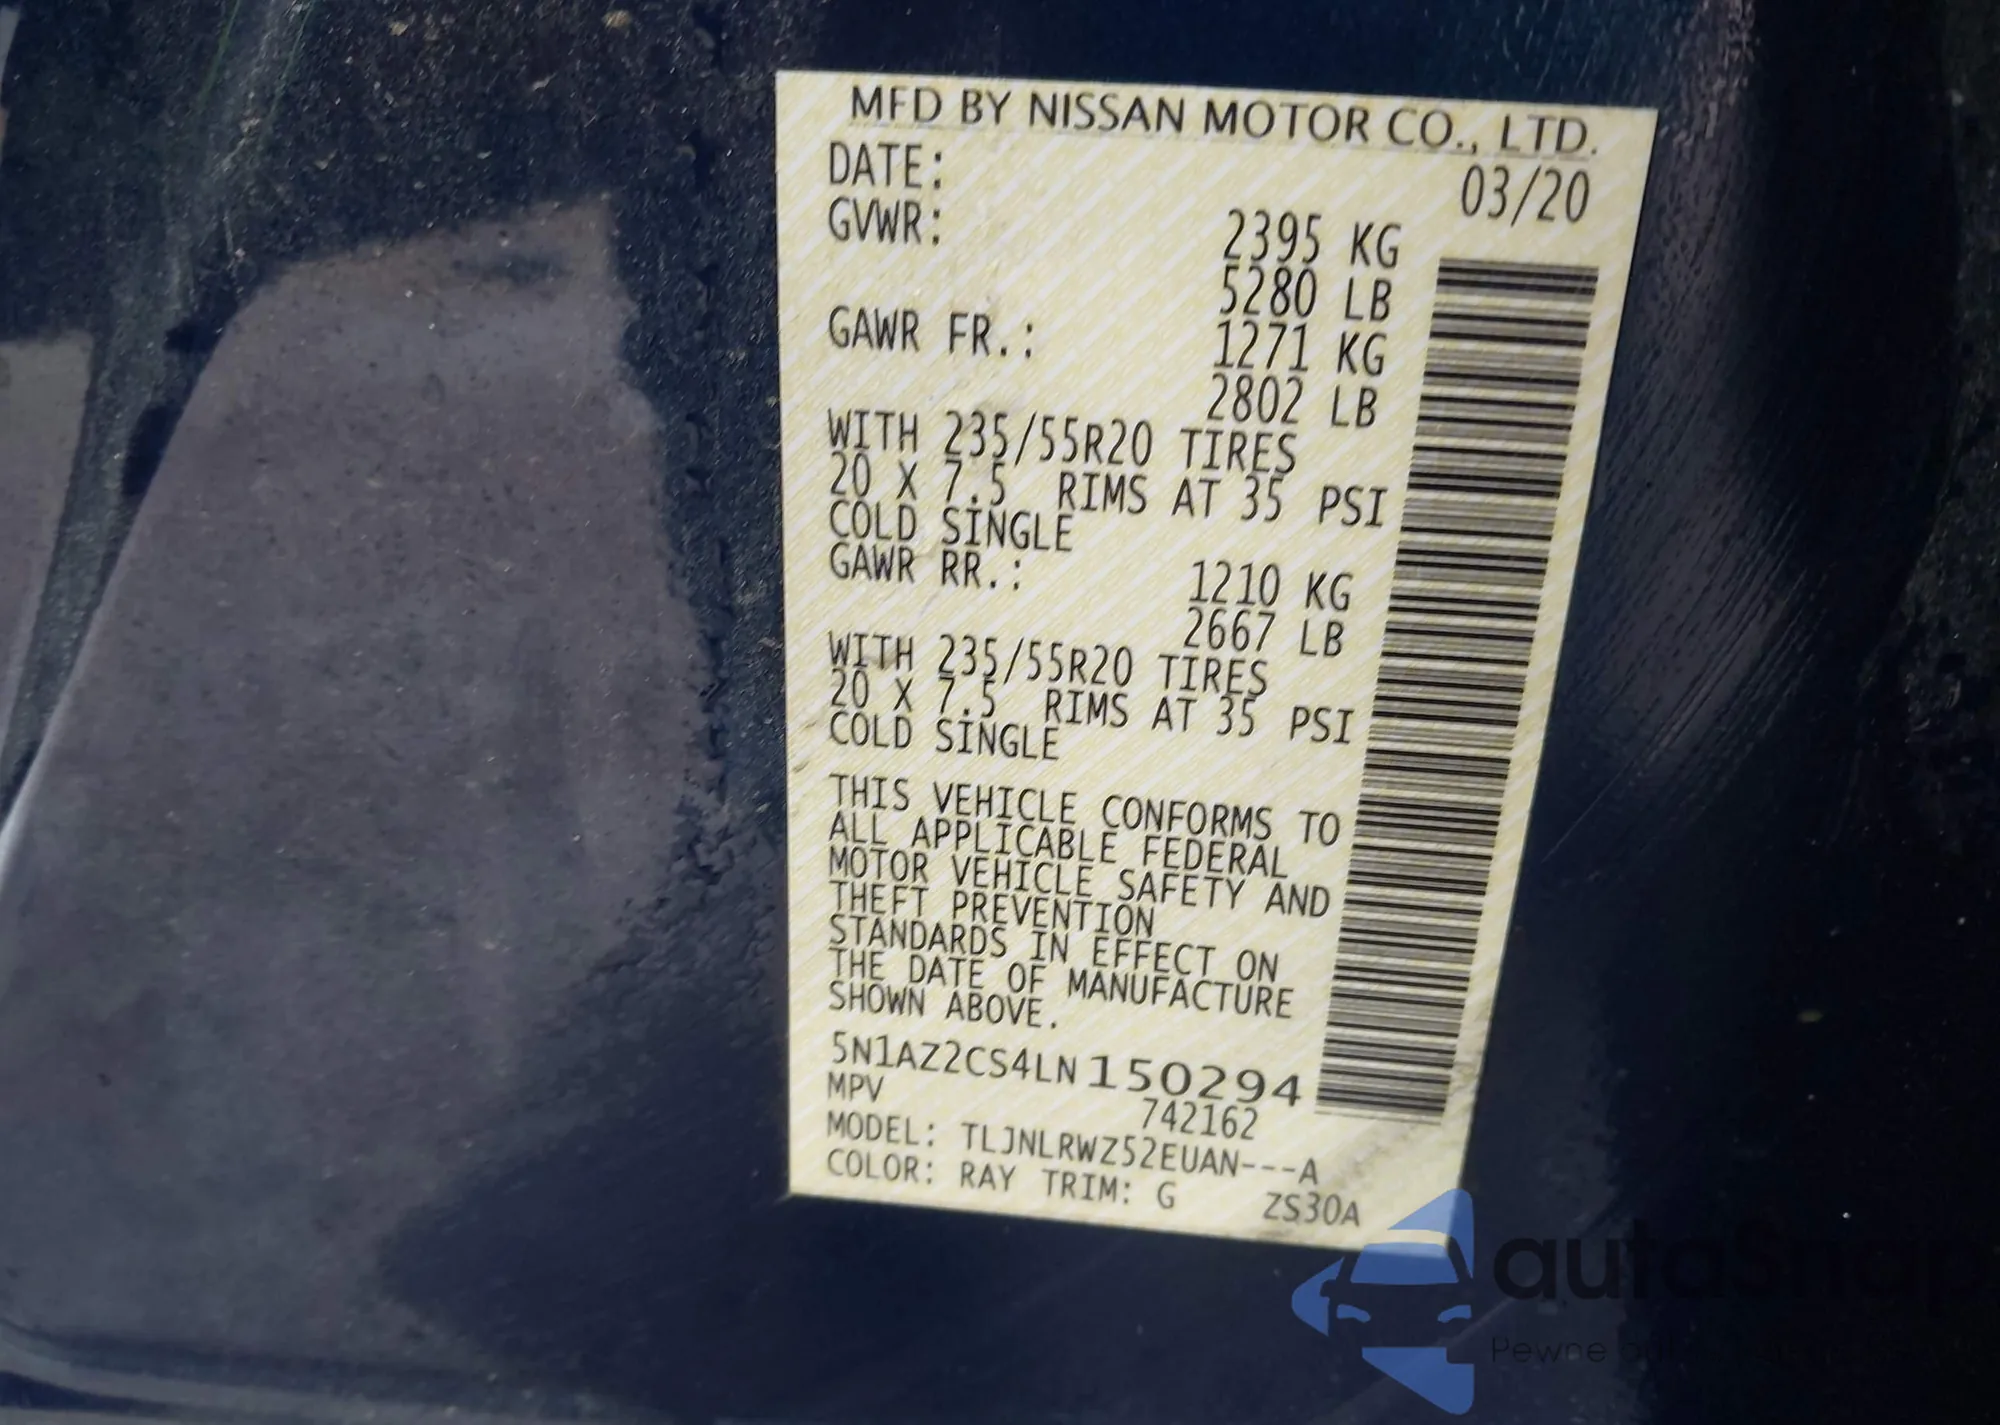 MFD BY NISSAN MOTOR CO., LTD.
DATE: 03/20
GVWR: 2395 KG
5280 LB
GAWR FR.: 1271 KG
2802 LB
WITH 235/55R20 TIRES
20 X 7.5 RIMS AT 35 PSI
COLD SINGLE
GAWR RR.: 1210 KG
2667 LB
WITH 235/55R20 TIRES
20 X 7.5 RIMS AT 35 PSI
COLD SINGLE
THIS VEHICLE CONFORMS TO
ALL APPLICABLE FEDERAL
MOTOR VEHICLE SAFETY AND
THEFT PREVENTION
STANDARDS IN EFFECT ON
THE DATE OF MANUFACTURE
SHOWN ABOVE.
5N1AZ2CS4LN150294
MPV 742162
MODEL: TLJNLRWZ52EUAN---A
COLOR: RAY TRIM: G ZS30A
autaSnap
Pewne